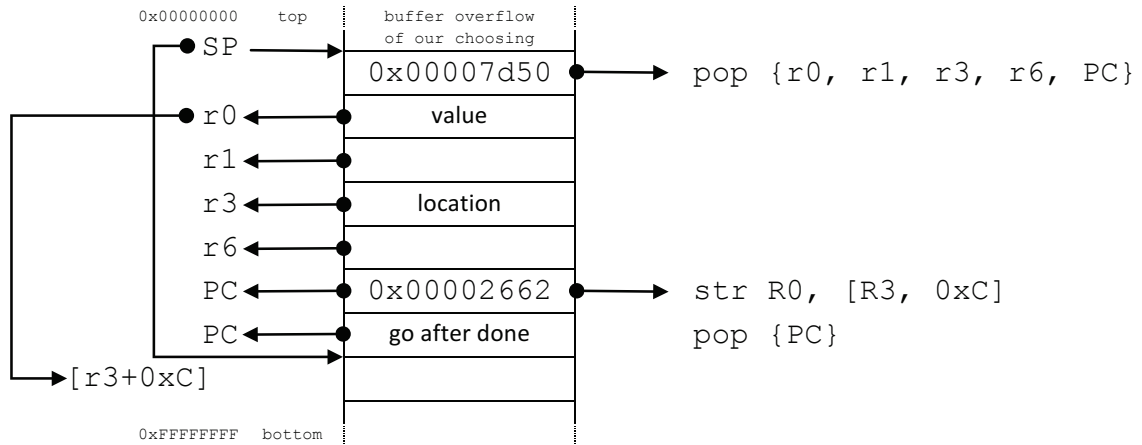 0x00000000 top buffer overflow
of our choosing
SP
0x00007d50 pop {r0, r1, r3, r6, PC}
r0 value
r1
r3 location
r6
PC 0x00002662 str R0, [R3, 0xC]
PC go after done pop {PC}
[r3+0xC]
0xFFFFFFFF bottom